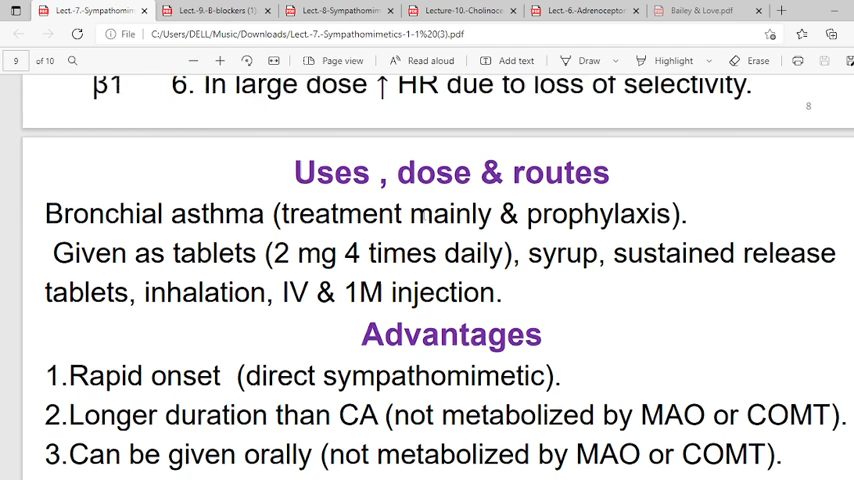 Lect.-7.-Sympathomim
Lect.-9.-B-blockers (1)
Lect.-8-Sympathomim
Lecture-10.-Cholinoce
Lect.-6.-Adrenoceptor
Bailey & Love.pdf
File C:/Users/DELL/Music/Downloads/Lect.-7.-Sympathomimetics-1-1%20(3).pdf
9 of 10 Page view Read aloud Add text Draw Highlight Erase
β1 6. In large dose ↑ HR due to loss of selectivity.
8
Uses , dose & routes
Bronchial asthma (treatment mainly & prophylaxis).
Given as tablets (2 mg 4 times daily), syrup, sustained release
tablets, inhalation, IV & 1M injection.
Advantages
1.Rapid onset (direct sympathomimetic).
2.Longer duration than CA (not metabolized by MAO or COMT).
3.Can be given orally (not metabolized by MAO or COMT).